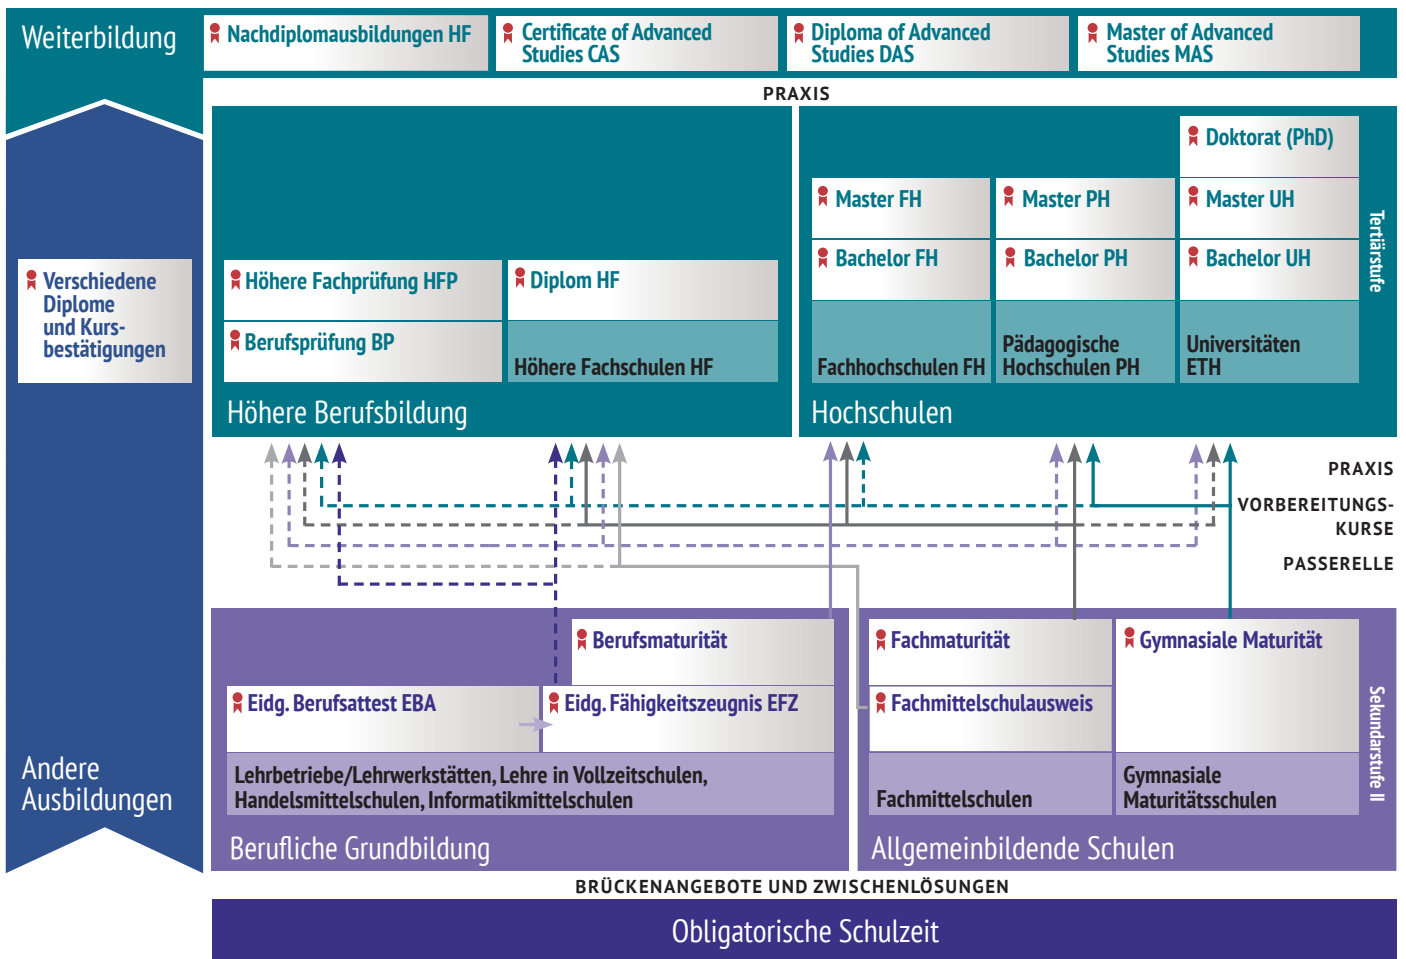 Weiterbildung
Nachdiplomausbildungen HF
Certificate of Advanced
Studies CAS
Diploma of Advanced
Studies DAS
Master of Advanced
Studies MAS
PRAXIS
Doktorat (PhD)
Master FH
Master PH
Master UH
Bachelor FH
Bachelor PH
Bachelor UH
Tertiärstufe
Verschiedene
Diplome
und Kurs-
bestätigungen
Höhere Fachprüfung HFP
Diplom HF
Berufsprüfung BP
Höhere Fachschulen HF
Fachhochschulen FH
Pädagogische
Hochschulen PH
Universitäten
ETH
Höhere Berufsbildung
Hochschulen
PRAXIS
VORBEREITUNGS-
KURSE
PASSERELLE
Berufsmaturität
Fachmaturität
Gymnasiale Maturität
Eidg. Berufsattest EBA
Eidg. Fähigkeitszeugnis EFZ
Fachmittelschulausweis
Sekundarstufe II
Andere
Ausbildungen
Lehrbetriebe/Lehrwerkstätten, Lehre in Vollzeitschulen,
Handelsmittelschulen, Informatikmittelschulen
Fachmittelschulen
Gymnasiale
Maturitätsschulen
Berufliche Grundbildung
Allgemeinbildende Schulen
BRÜCKENANGEBOTE UND ZWISCHENLÖSUNGEN
Obligatorische Schulzeit